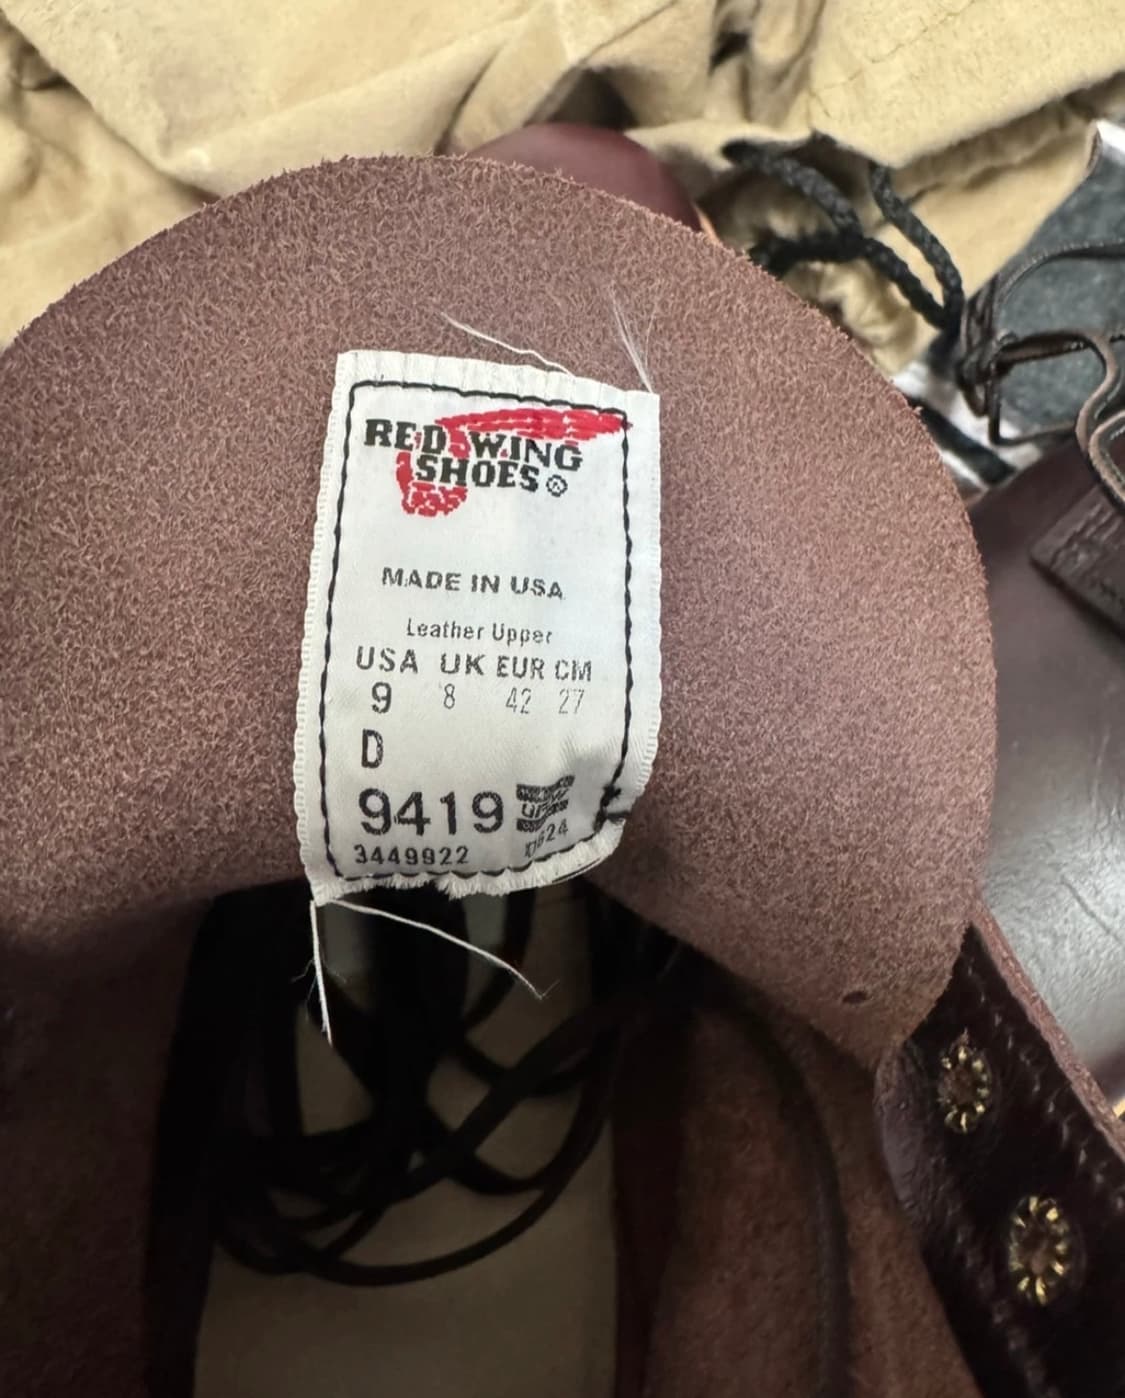 RED WING
SHOES®
MADE IN USA
Leather Upper
USA UK EUR CM
9 8 42 27
D
9419
3449922